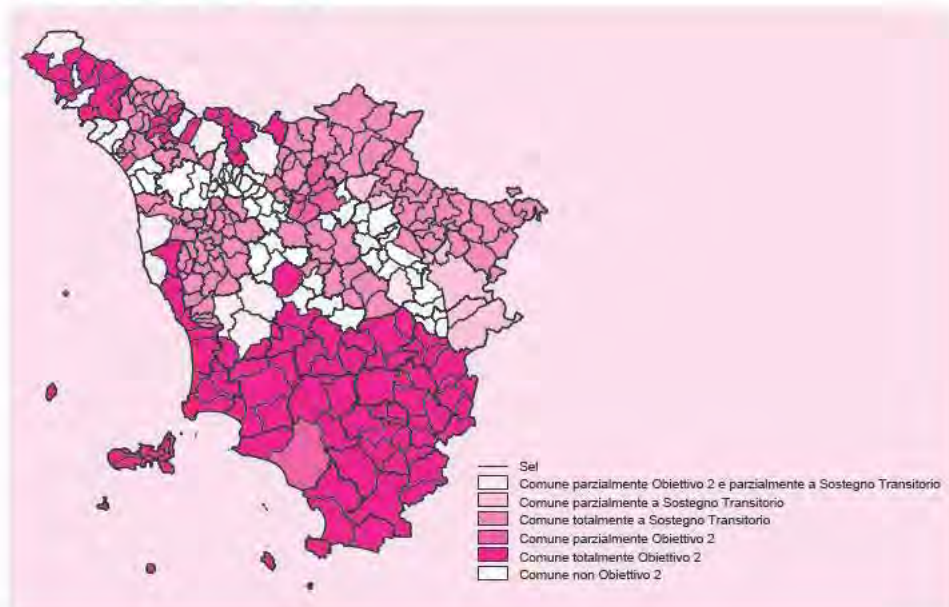 Sel
Comune parzialmente Obiettivo 2 e parzialmente a Sostegno Transitorio
Comune parzialmente a Sostegno Transitorio
Comune totalmente a Sostegno Transitorio
Comune parzialmente Obiettivo 2
Comune totalmente Obiettivo 2
Comune non Obiettivo 2